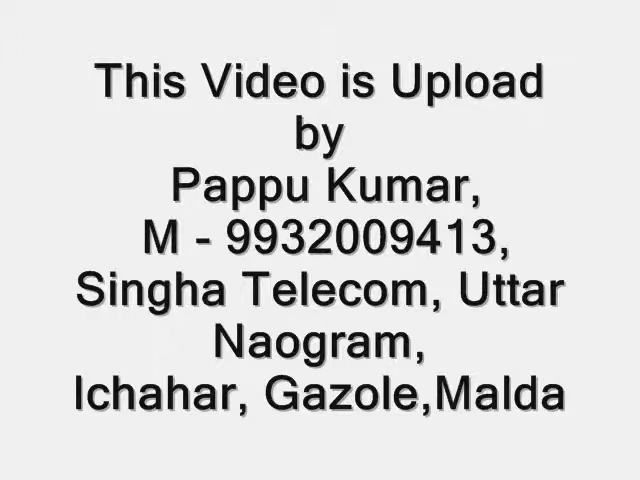 This Video is Upload
by
Pappu Kumar,
M - 9932009413,
Singha Telecom, Uttar
Naogram,
Ichahar, Gazole,Malda